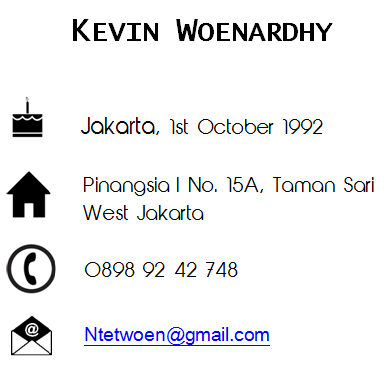 KEVIN WOENARDHY
Jakarta, 1st October 1992
Pinangsia I No. 15A, Taman Sari
West Jakarta
0898 92 42 748
@
Ntetwoen@gmail.com